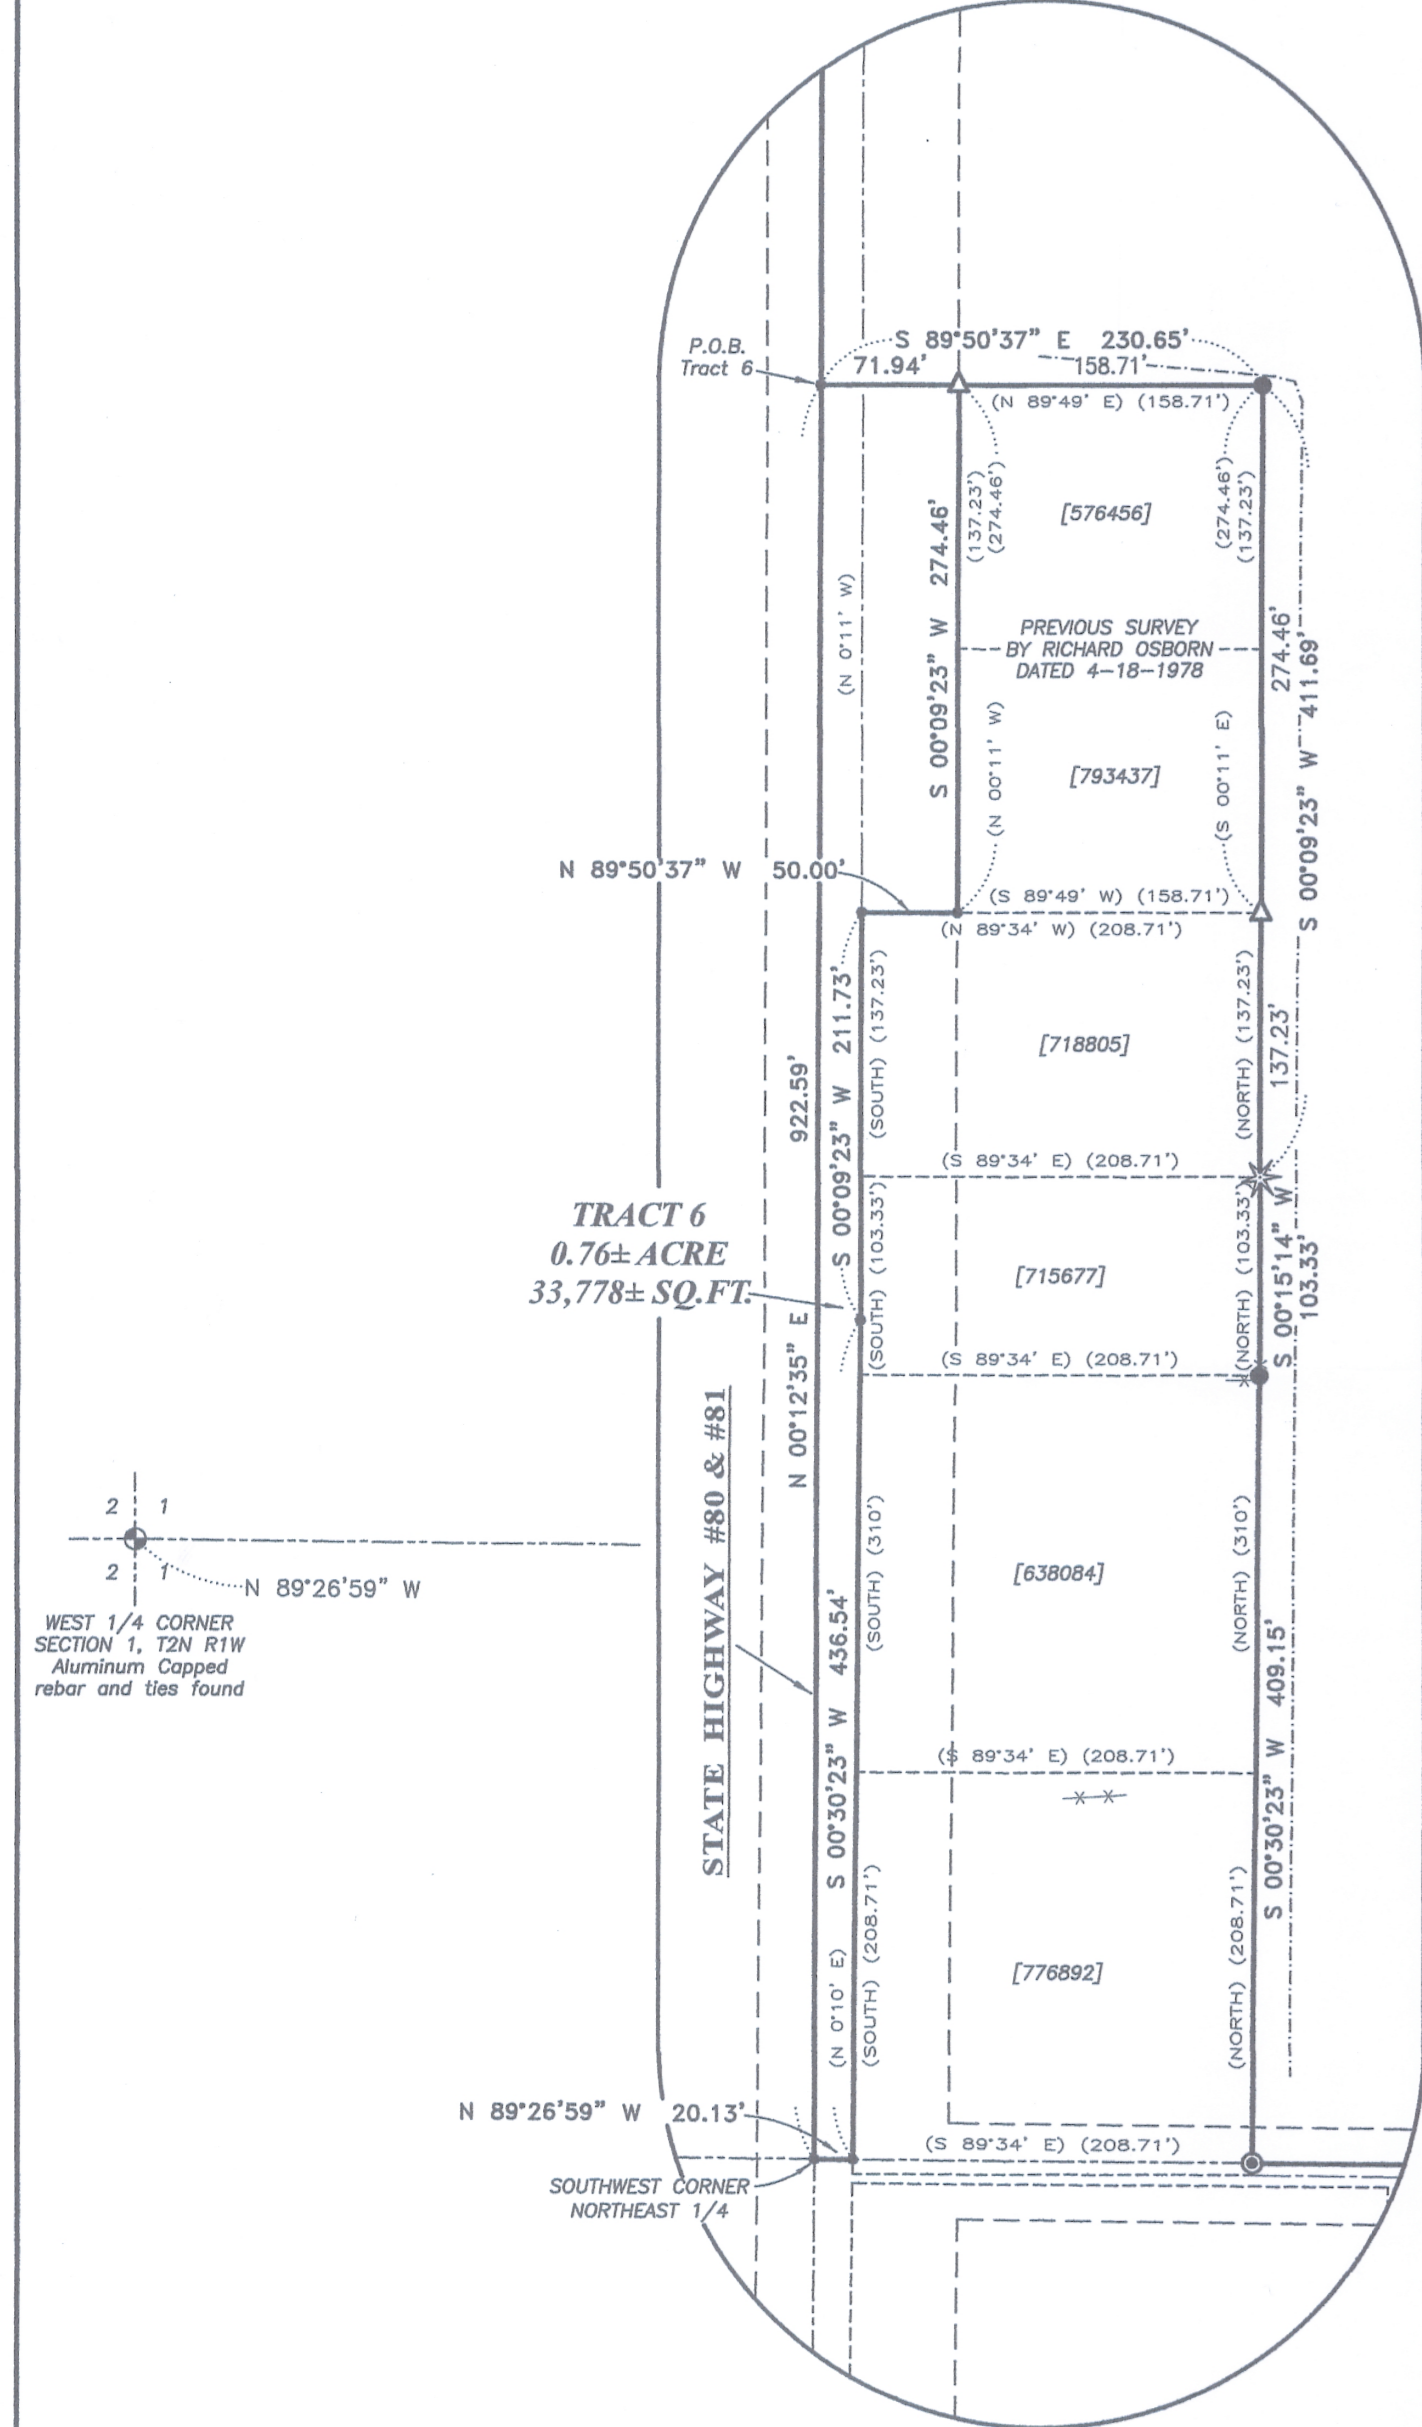 S 89°50'37" E 230.65'
P.O.B.
Tract 6
71.94'
158.71'
(N 89°49' E) (158.71')
(137.23')
(274.46')
(274.46')
(137.23')
[576456]
S 00°09'23" W 274.46'
(N 0°11' W)
PREVIOUS SURVEY
BY RICHARD OSBORN
DATED 4-18-1978
274.46'
S 00°09'23" W 411.69'
(N 00°11' W)
[793437]
(S 00°11' E)
N 89°50'37" W 50.00'
(S 89°49' W) (158.71')
(N 89°34' W) (208.71')
S 00°09'23" W 211.73'
(SOUTH) (137.23')
[718805]
(NORTH) (137.23')
137.23'
922.59'
N 00°12'35" E
(S 89°34' E) (208.71')
TRACT 6
0.76± ACRE
33,778± SQ.FT.
(SOUTH) (103.33')
[715677]
(NORTH) (103.33')
S 00°15'14" W
103.33'
(S 89°34' E) (208.71')
STATE HIGHWAY #80 & #81
2 1
2 1
N 89°26'59" W
WEST 1/4 CORNER
SECTION 1, T2N R1W
Aluminum Capped
rebar and ties found
S 00°30'23" W 436.54'
(SOUTH) (310')
[638084]
(NORTH) (310')
S 00°30'23" W 409.15'
(S 89°34' E) (208.71')
(N 0°10' E)
(SOUTH) (208.71')
[776892]
(NORTH) (208.71')
N 89°26'59" W 20.13'
(S 89°34' E) (208.71')
SOUTHWEST CORNER
NORTHEAST 1/4